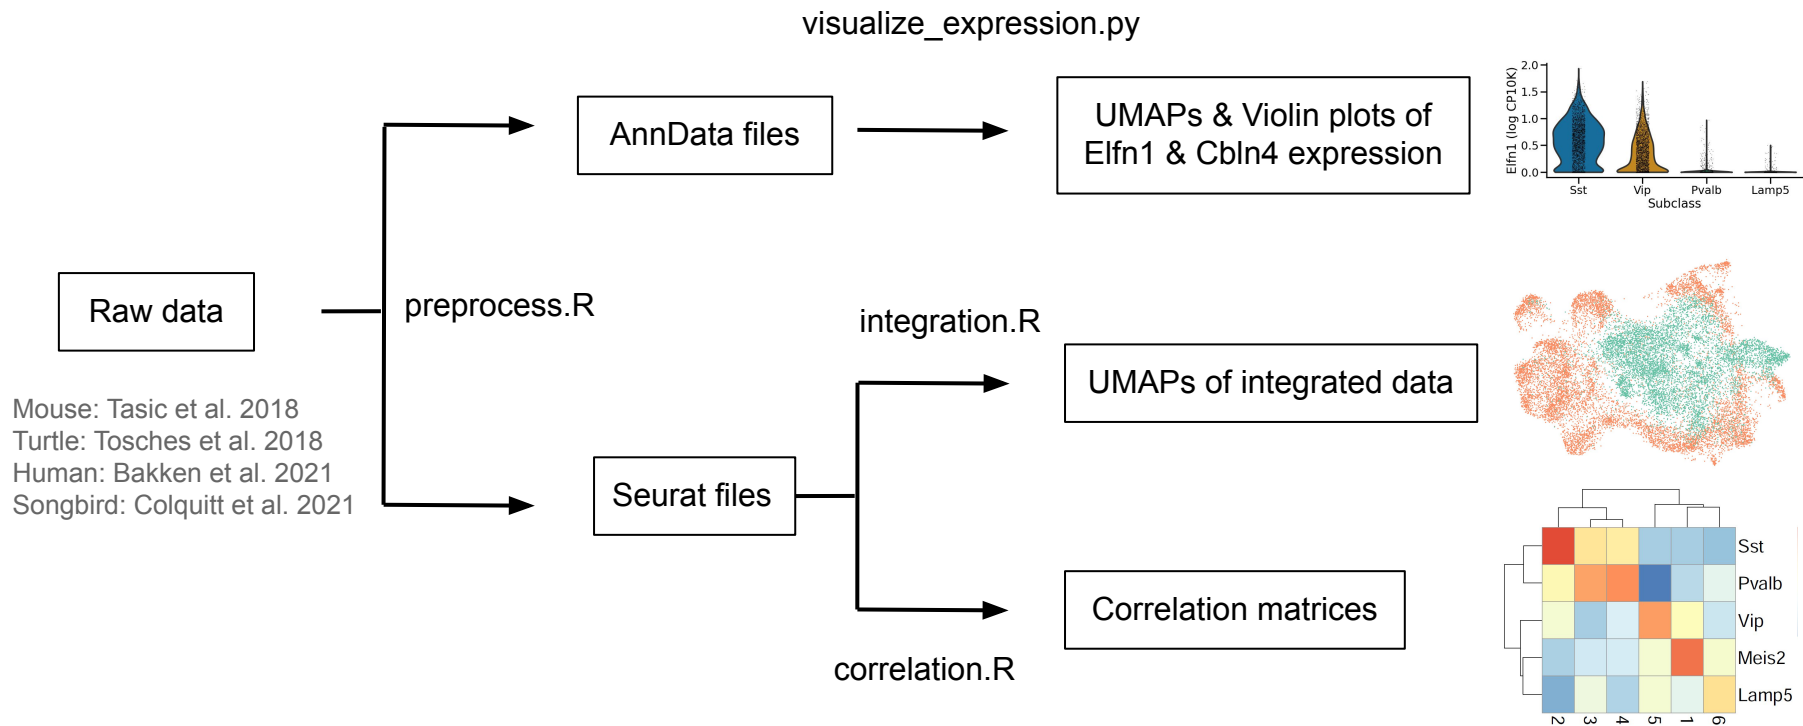 visualize_expression.py
AnnData files
UMAPs & Violin plots of
Elfn1 & Cbln4 expression
Elfn1 (log CP10K)
2.0
1.5
1.0
0.5
0.0
Sst
Vip
Pvalb
Lamp5
Subclass
Raw data
preprocess.R
Mouse: Tasic et al. 2018
Turtle: Tosches et al. 2018
Human: Bakken et al. 2021
Songbird: Colquitt et al. 2021
integration.R
UMAPs of integrated data
Seurat files
Correlation matrices
correlation.R
Sst
Pvalb
Vip
Meis2
Lamp5
2
3
4
5
1
6